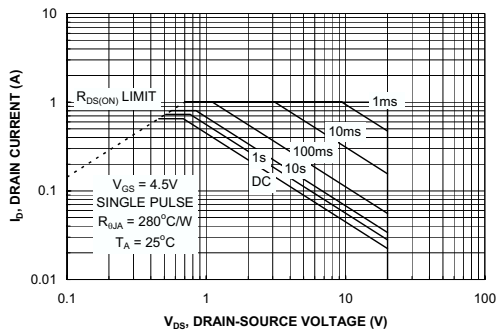 10
1
0.1
0.01
0.1
1
10
100
I_D, DRAIN CURRENT (A)
V_DS, DRAIN-SOURCE VOLTAGE (V)
R_DS(ON) LIMIT
1ms
10ms
100ms
1s
10s
DC
V_GS = 4.5V
SINGLE PULSE
R_θJA = 280°C/W
T_A = 25°C